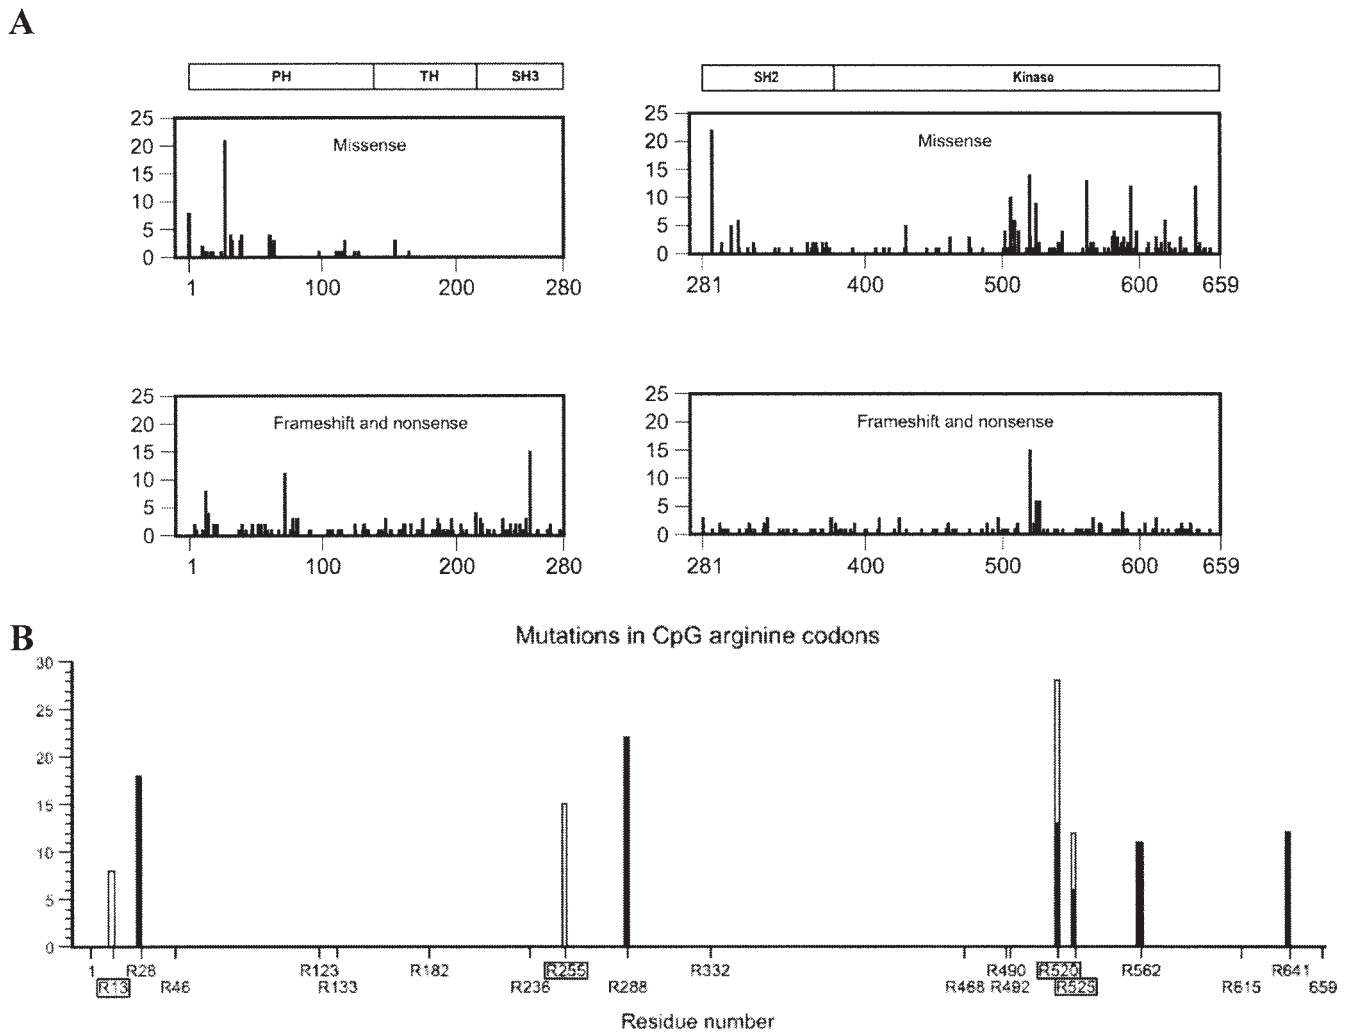 A
PH TH SH3
SH2 Kinase
25
20
15
10
5
0
Missense
1 100 200 280
25
20
15
10
5
0
Missense
281 400 500 600 659
25
20
15
10
5
0
Frameshift and nonsense
1 100 200 280
25
20
15
10
5
0
Frameshift and nonsense
281 400 500 600 659
B
Mutations in CpG arginine codons
30
25
20
15
10
5
0
1 R28 R123 R182 R255 R332 R490 R520 R562 R641
R13 R46 R133 R236 R288 R468 R492 R525 R615 659
Residue number